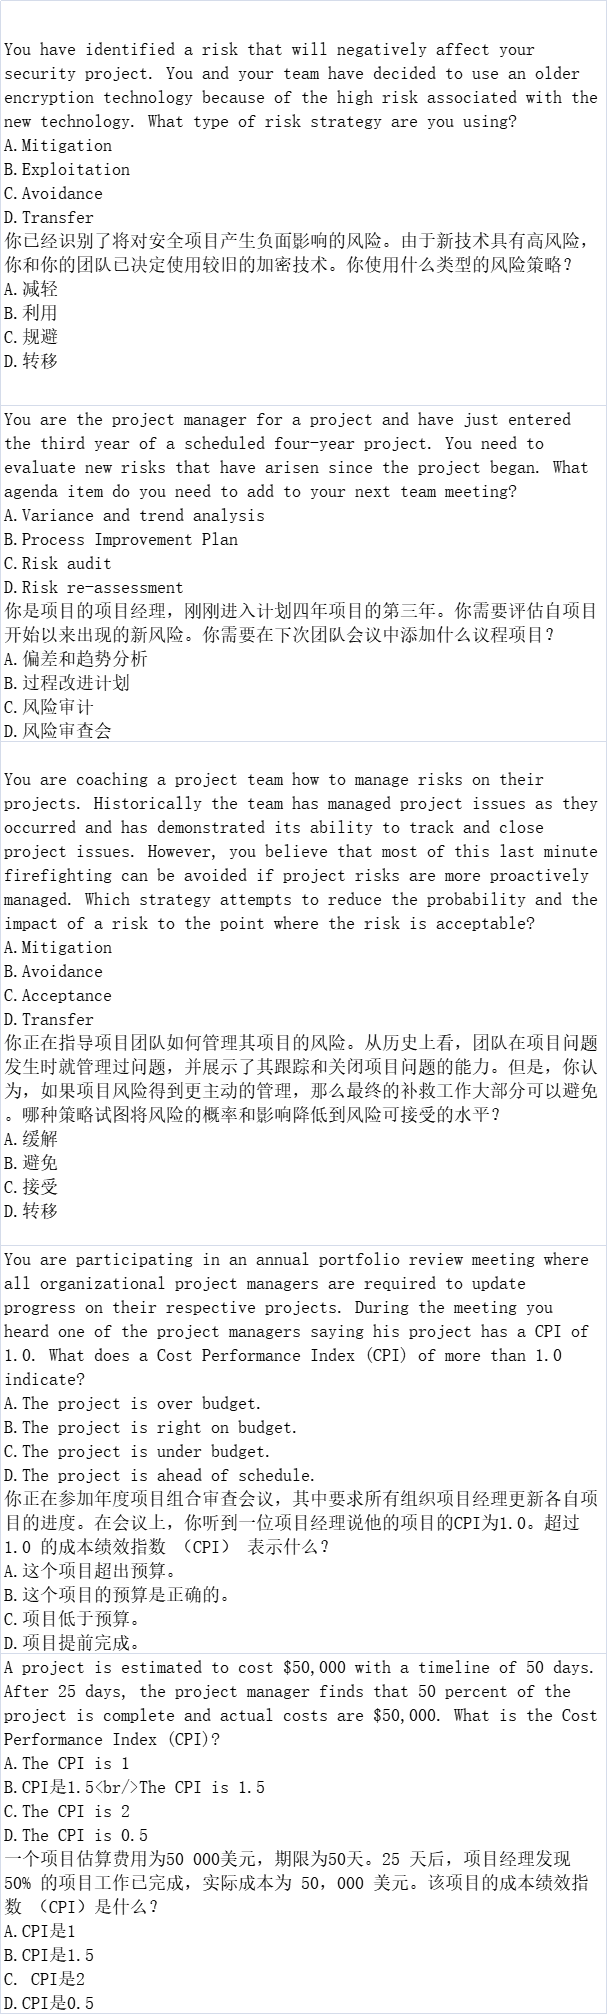 You have identified a risk that will negatively affect your
security project. You and your team have decided to use an older
encryption technology because of the high risk associated with the
new technology. What type of risk strategy are you using?
A.Mitigation
B.Exploitation
C.Avoidance
D.Transfer
你已经识别了将对安全项目产生负面影响的风险。由于新技术具有高风险，
你和你的团队已决定使用较旧的加密技术。你使用什么类型的风险策略？
A.减轻
B.利用
C.规避
D.转移
You are the project manager for a project and have just entered
the third year of a scheduled four-year project. You need to
evaluate new risks that have arisen since the project began. What
agenda item do you need to add to your next team meeting?
A.Variance and trend analysis
B.Process Improvement Plan
C.Risk audit
D.Risk re-assessment
你是项目的项目经理，刚刚进入计划四年项目的第三年。你需要评估自项目
开始以来出现的新风险。你需要在下次团队会议中添加什么议程项目？
A.偏差和趋势分析
B.过程改进计划
C.风险审计
D.风险审查会
You are coaching a project team how to manage risks on their
projects. Historically the team has managed project issues as they
occurred and has demonstrated its ability to track and close
project issues. However, you believe that most of this last minute
firefighting can be avoided if project risks are more proactively
managed. Which strategy attempts to reduce the probability and the
impact of a risk to the point where the risk is acceptable?
A.Mitigation
B.Avoidance
C.Acceptance
D.Transfer
你正在指导项目团队如何管理其项目的风险。从历史上看，团队在项目问题
发生时就管理过问题，并展示了其跟踪和关闭项目问题的能力。但是，你认
为，如果项目风险得到更主动的管理，那么最终的补救工作大部分可以避免
。哪种策略试图将风险的概率和影响降低到风险可接受的水平？
A.缓解
B.避免
C.接受
D.转移
You are participating in an annual portfolio review meeting where
all organizational project managers are required to update
progress on their respective projects. During the meeting you
heard one of the project managers saying his project has a CPI of
1.0. What does a Cost Performance Index (CPI) of more than 1.0
indicate?
A.The project is over budget.
B.The project is right on budget.
C.The project is under budget.
D.The project is ahead of schedule.
你正在参加年度项目组合审查会议，其中要求所有组织项目经理更新各自项
目的进度。在会议上，你听到一位项目经理说他的项目的CPI为1.0。超过
1.0 的成本绩效指数 （CPI） 表示什么？
A.这个项目超出预算。
B.这个项目的预算是正确的。
C.项目低于预算。
D.项目提前完成。
A project is estimated to cost $50,000 with a timeline of 50 days.
After 25 days, the project manager finds that 50 percent of the
project is complete and actual costs are $50,000. What is the Cost
Performance Index (CPI)?
A.The CPI is 1
B.CPI是1.5<br/>The CPI is 1.5
C.The CPI is 2
D.The CPI is 0.5
一个项目估算费用为50 000美元，期限为50天。25 天后，项目经理发现
50% 的项目工作已完成，实际成本为 50，000 美元。该项目的成本绩效指
数 （CPI）是什么？
A.CPI是1
B.CPI是1.5
C. CPI是2
D.CPI是0.5